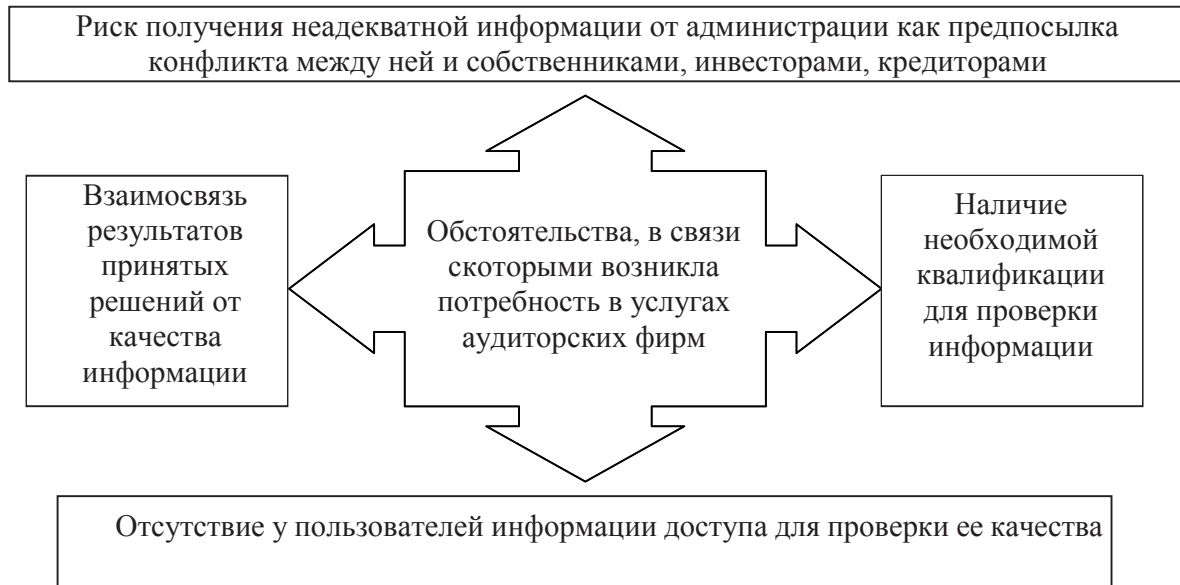 Риск получения неадекватной информации от администрации как предпосылка
конфликта между ней и собственниками, инвесторами, кредиторами
Взаимосвязь
результатов
принятых
решений от
качества
информации
Обстоятельства, в связи
скоторыми возникла
потребность в услугах
аудиторских фирм
Наличие
необходимой
квалификации
для проверки
информации
Отсутствие у пользователей информации доступа для проверки ее качества